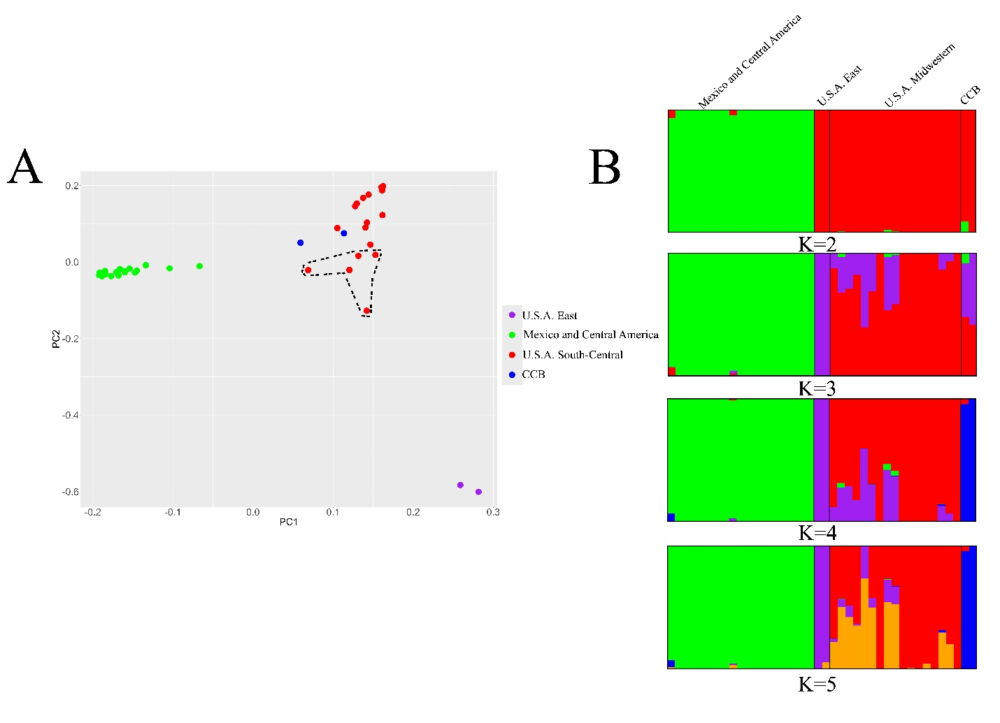 A
0.2
0.0
-0.2
-0.4
-0.6
PC2
-0.2
-0.1
0.0
0.1
0.2
0.3
PC1
U.S.A. East
Mexico and Central America
U.S.A. South-Central
CCB
B
Mexico and Central America
U.S.A. East
U.S.A. Midwestern
CCB
K=2
K=3
K=4
K=5